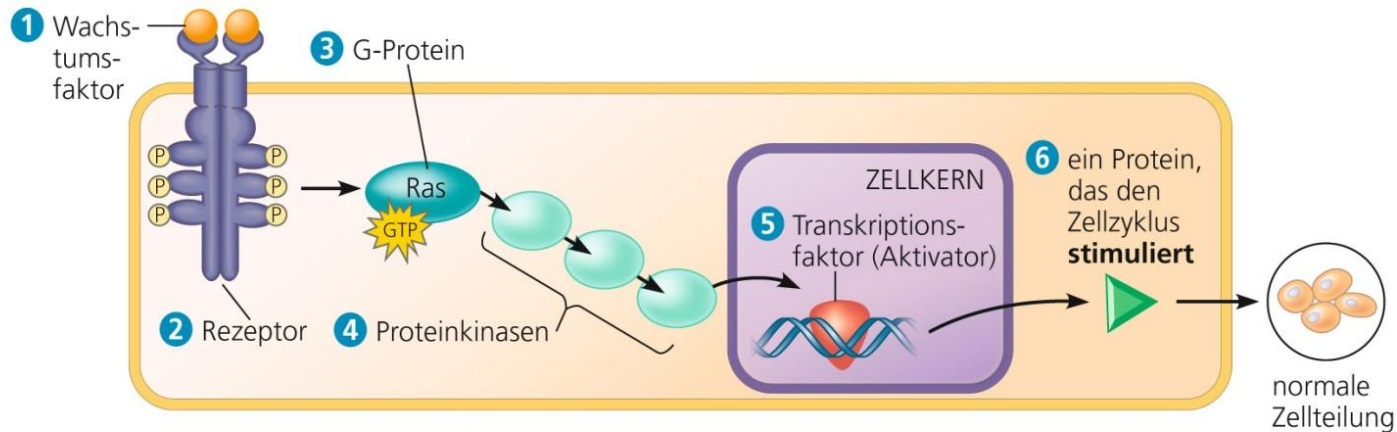 1 Wachs-
tums-
faktor
3 G-Protein
P
P
P
P
P
P
Ras
GTP
2 Rezeptor
4 Proteinkinasen
ZELLKERN
5 Transkriptions-
faktor (Aktivator)
6 ein Protein,
das den
Zellzyklus
stimuliert
normale
Zellteilung